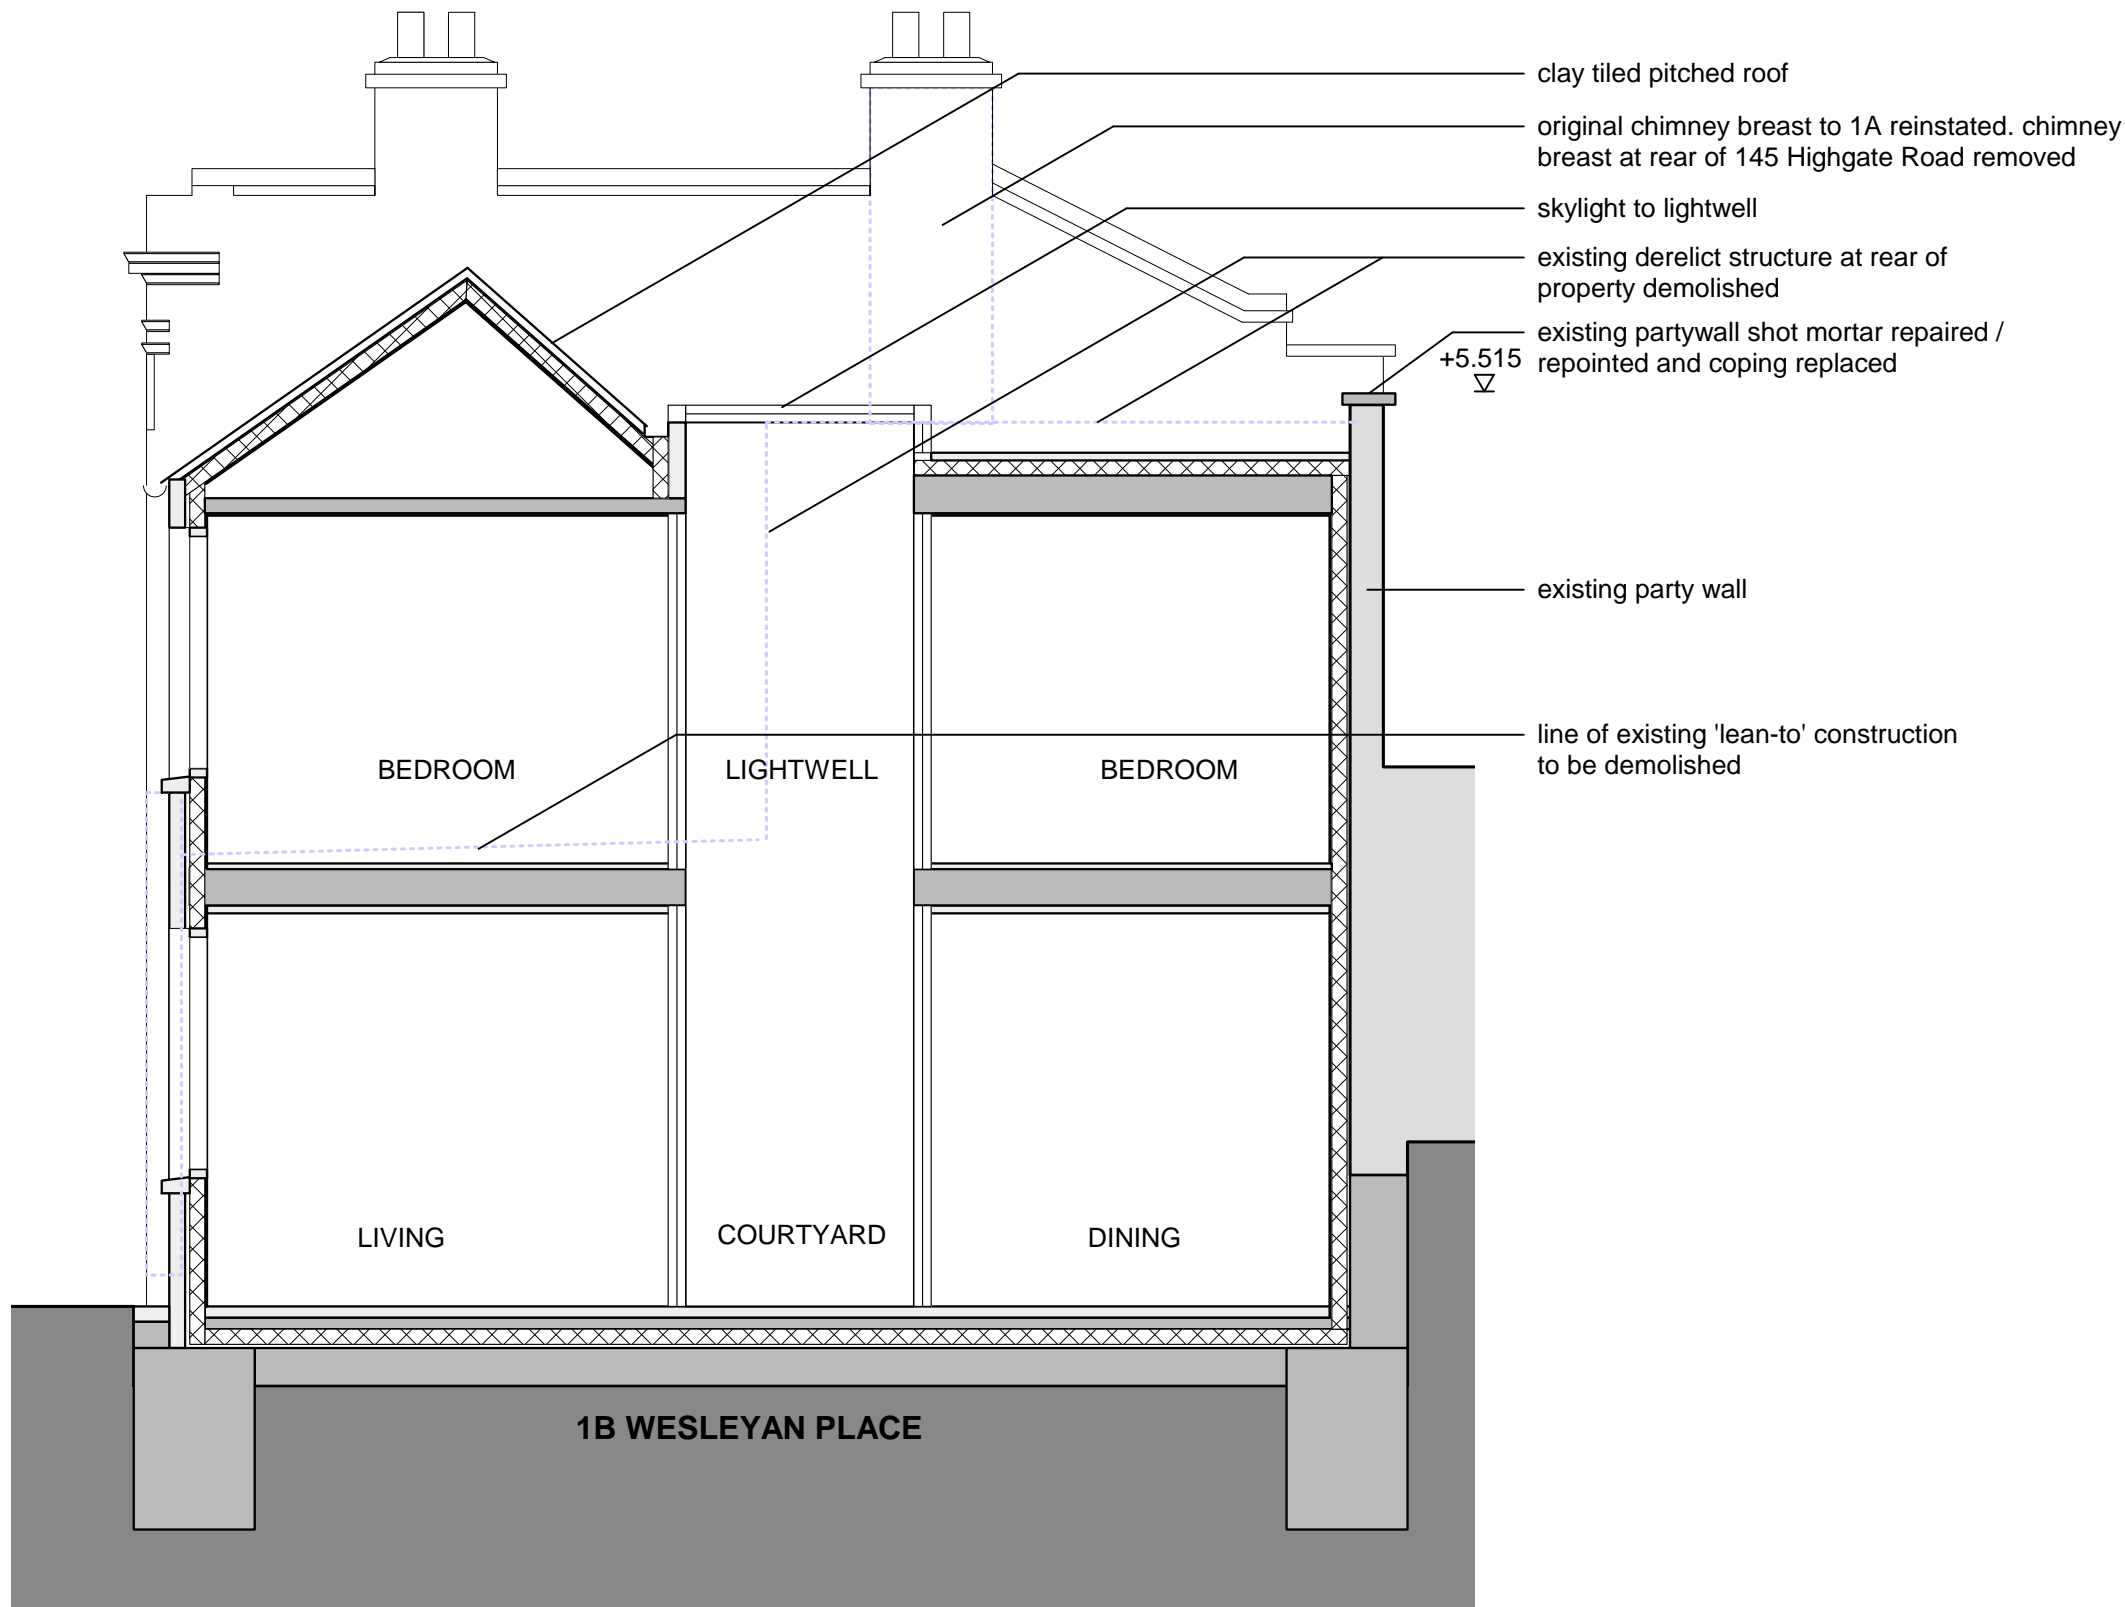 clay tiled pitched roof
original chimney breast to 1A reinstated. chimney
breast at rear of 145 Highgate Road removed
skylight to lightwell
existing derelict structure at rear of
property demolished
existing partywall shot mortar repaired /
repointed and coping replaced
+5.515
existing party wall
line of existing 'lean-to' construction
to be demolished
BEDROOM
LIGHTWELL
BEDROOM
LIVING
COURTYARD
DINING
1B WESLEYAN PLACE